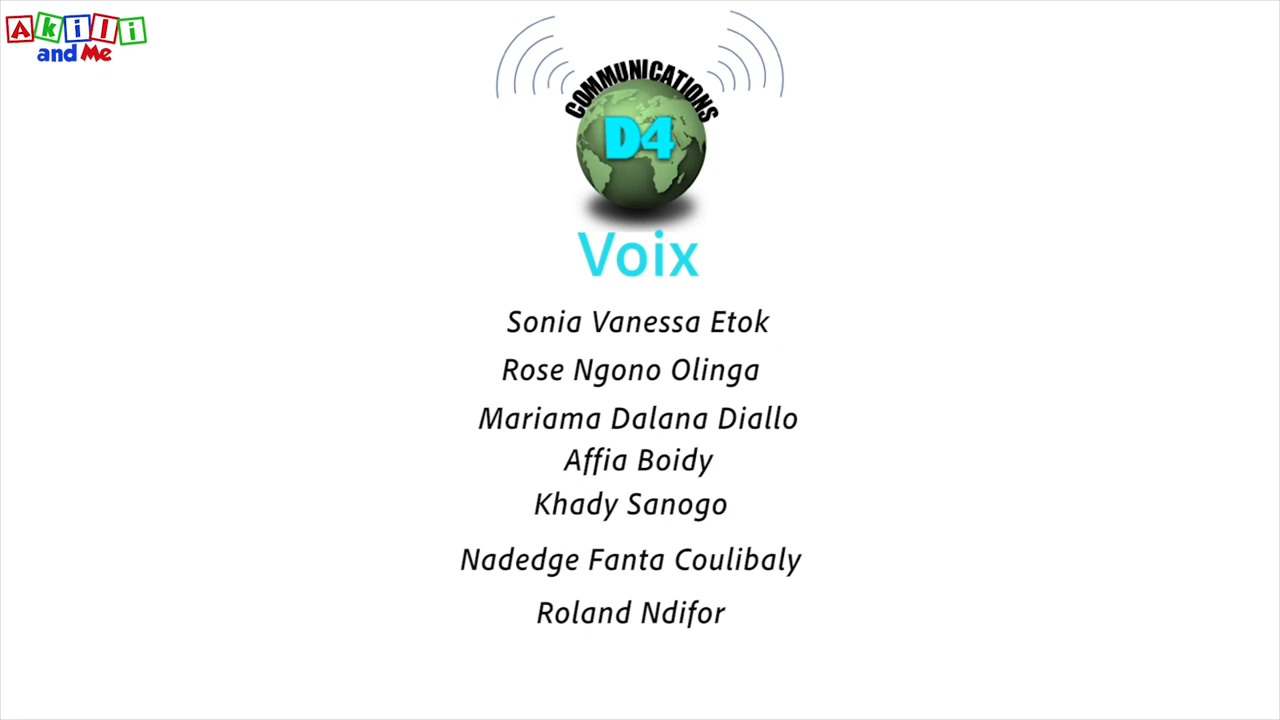 Akili
and Me
COMMUNICATIONS
D4
Voix
Sonia Vanessa Etok
Rose Ngono Olinga
Mariama Dalana Diallo
Affia Boidy
Khady Sanogo
Nadedge Fanta Coulibaly
Roland Ndifor